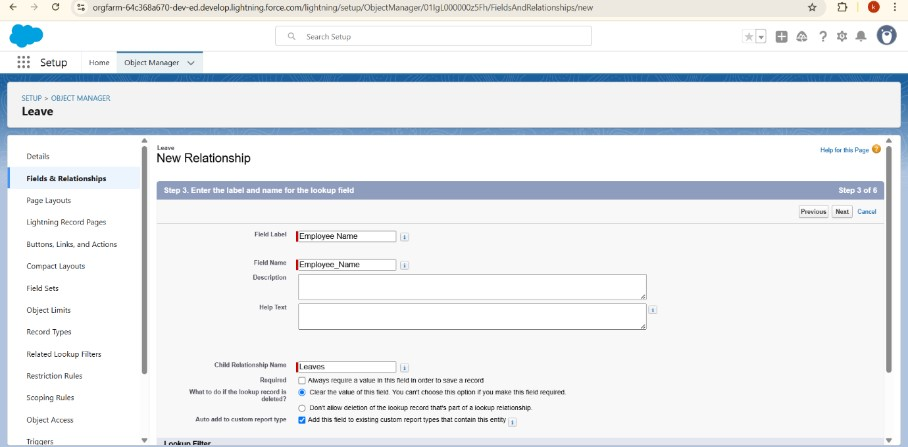 orgfarm-64c368a670-dev-ed.develop.lightning.force.com/lightning/setup/ObjectManager/01IgL000000z5Fh/FieldsAndRelationships/new
k
Search Setup
Setup Home Object Manager
SETUP > OBJECT MANAGER
Leave
Details
Fields & Relationships
Page Layouts
Lightning Record Pages
Buttons, Links, and Actions
Compact Layouts
Field Sets
Object Limits
Record Types
Related Lookup Filters
Restriction Rules
Scoping Rules
Object Access
Triggers
Leave
New Relationship
Help for this Page
Step 3. Enter the label and name for the lookup field Step 3 of 6
Previous Next Cancel
Field Label Employee Name
Field Name Employee_Name
Description
Help Text
Child Relationship Name Leaves
Required Always require a value in this field in order to save a record
What to do if the lookup record is deleted? Clear the value of this field. You can't choose this option if you make this field required.
Don't allow deletion of the lookup record that's part of a lookup relationship.
Auto add to custom report type Add this field to existing custom report types that contain this entity
Lookup Filter